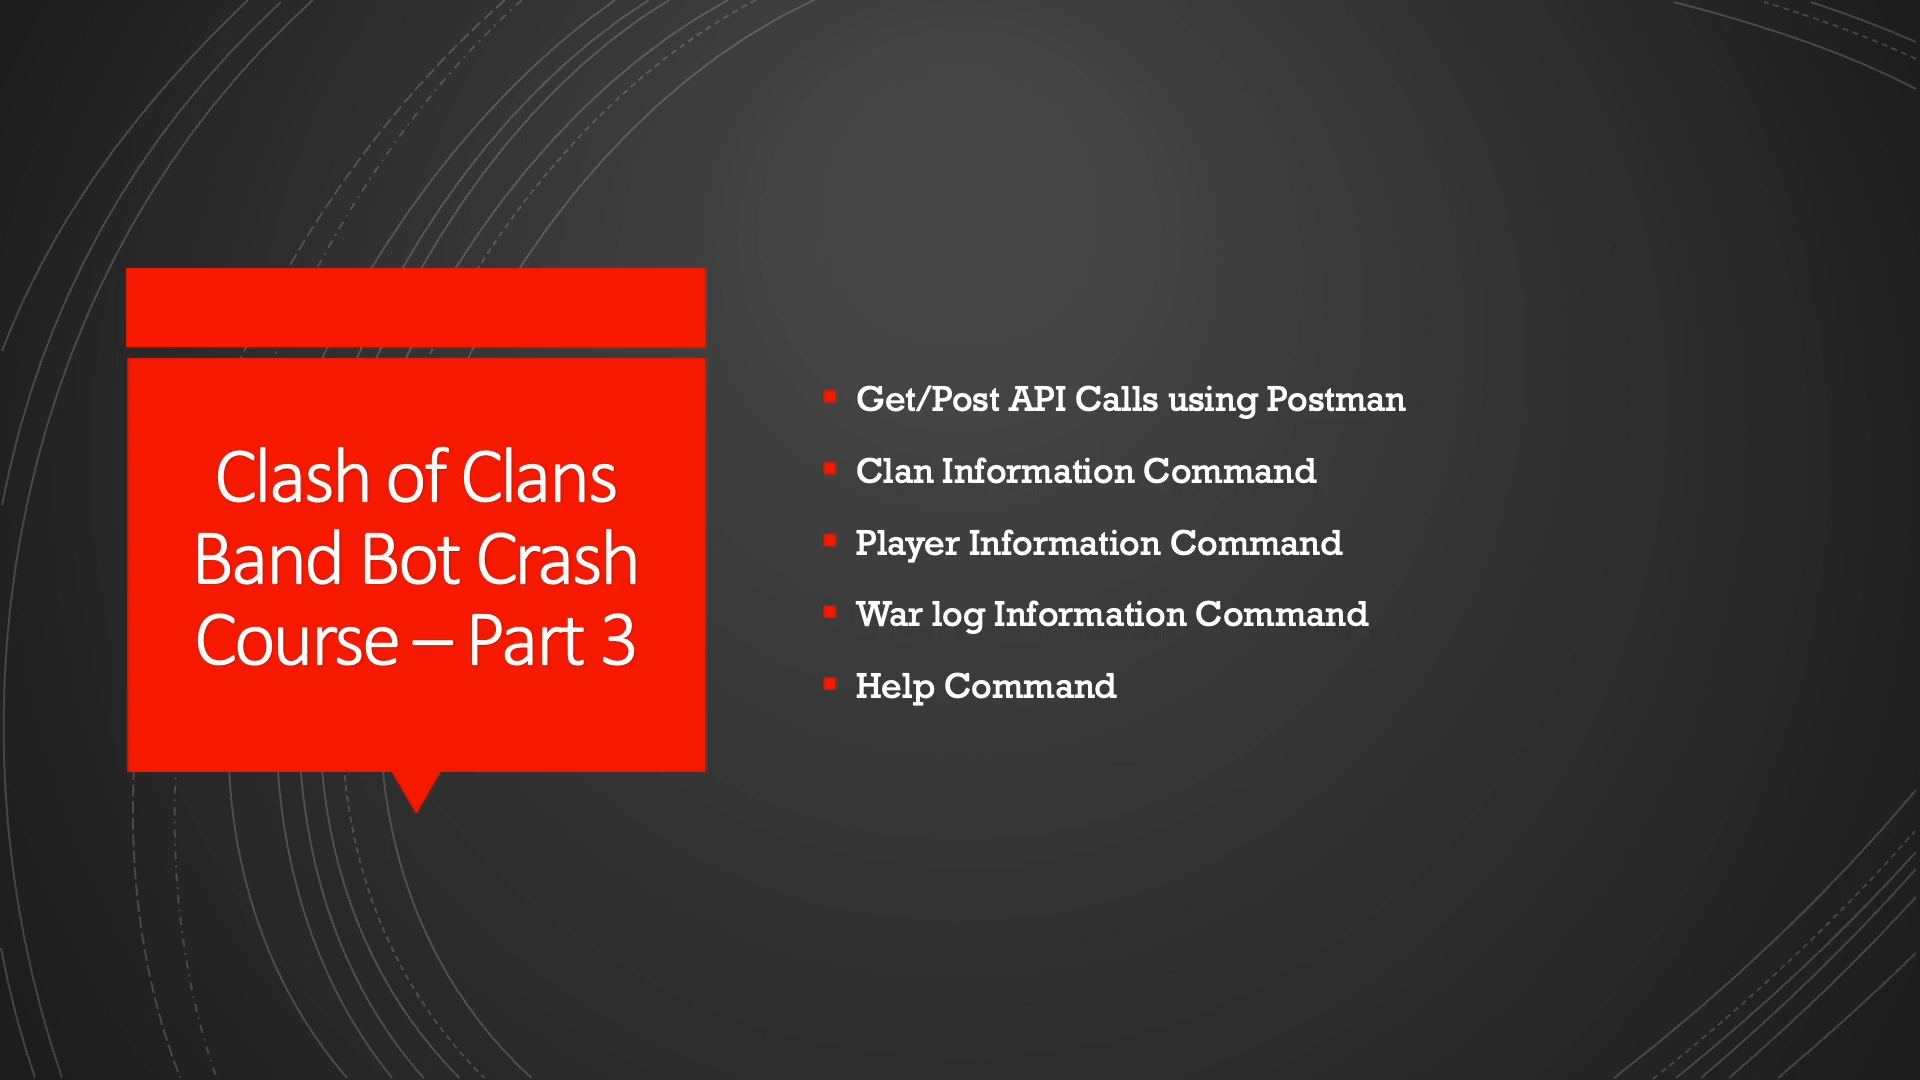 Clash of Clans
Band Bot Crash
Course – Part 3
Get/Post API Calls using Postman
Clan Information Command
Player Information Command
War log Information Command
Help Command